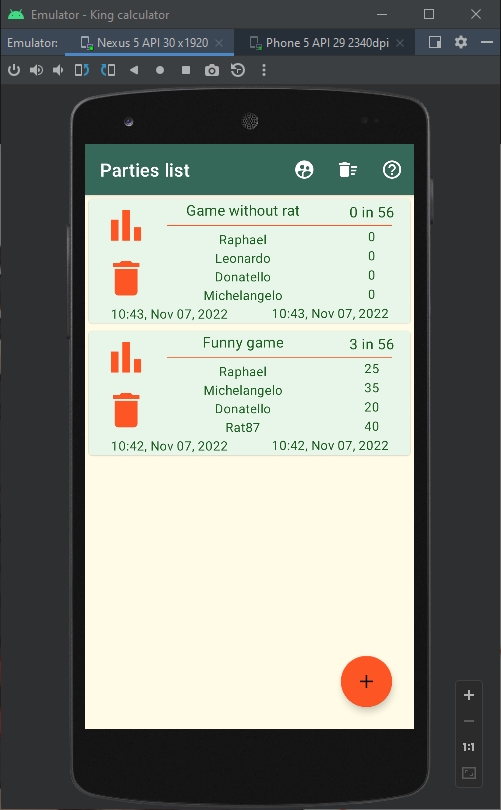 Emulator - King calculator
Emulator: Nexus 5 API 30 x1920 Phone 5 API 29 2340dpi
Parties list
Game without rat 0 in 56
Raphael 0
Leonardo 0
Donatello 0
Michelangelo 0
10:43, Nov 07, 2022 10:43, Nov 07, 2022
Funny game 3 in 56
Raphael 25
Michelangelo 35
Donatello 20
Rat87 40
10:42, Nov 07, 2022 10:42, Nov 07, 2022
1:1